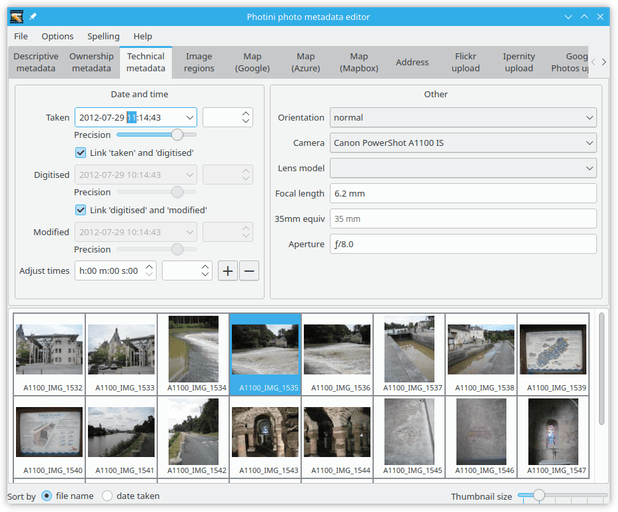 Photini photo metadata editor
File Options Spelling Help
Descriptive metadata
Ownership metadata
Technical metadata
Image regions
Map (Google)
Map (Azure)
Map (Mapbox)
Address
Flickr upload
Ipernity upload
Goog
Photos u
Date and time
Taken 2012-07-29 11:14:43
Precision
Link 'taken' and 'digitised'
Digitised 2012-07-29 10:14:43
Precision
Link 'digitised' and 'modified'
Modified 2012-07-29 10:14:43
Precision
Adjust times h:00 m:00 s:00
Other
Orientation normal
Camera Canon PowerShot A1100 IS
Lens model
Focal length 6.2 mm
35mm equiv 35 mm
Aperture ƒ/8.0
A1100_IMG_1532 A1100_IMG_1533 A1100_IMG_1534 A1100_IMG_1535 A1100_IMG_1536 A1100_IMG_1537 A1100_IMG_1538 A1100_IMG_1539
A1100_IMG_1540 A1100_IMG_1541 A1100_IMG_1542 A1100_IMG_1543 A1100_IMG_1544 A1100_IMG_1545 A1100_IMG_1546 A1100_IMG_1547
Sort by file name date taken Thumbnail size